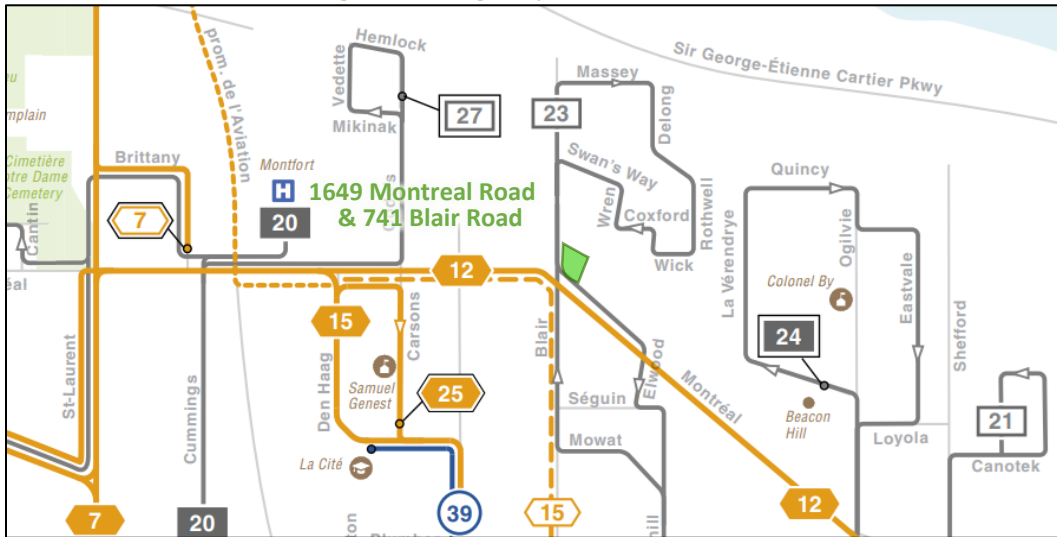 Hemlock
prom. de l'Aviation
Vedette
Mikinak
27
Massey
23
Delong
Sir George-Étienne Cartier Pkwy
Brittany
Montfort
H
1649 Montreal Road
& 741 Blair Road
20
7
Cimetière
Notre Dame
Cemetery
Cantin
Swan's Way
Wren
Coxford
Rothwell
Wick
Quincy
Ogilvie
La Vérendrye
Colonel By
Eastvale
Shefford
12
15
St-Laurent
Cummings
Den Haag
Carsons
Samuel
Genest
25
Blair
Elwood
Montréal
24
Beacon
Hill
Séguin
Mowat
Loyola
21
Canotek
La Cité
7
20
39
15
12